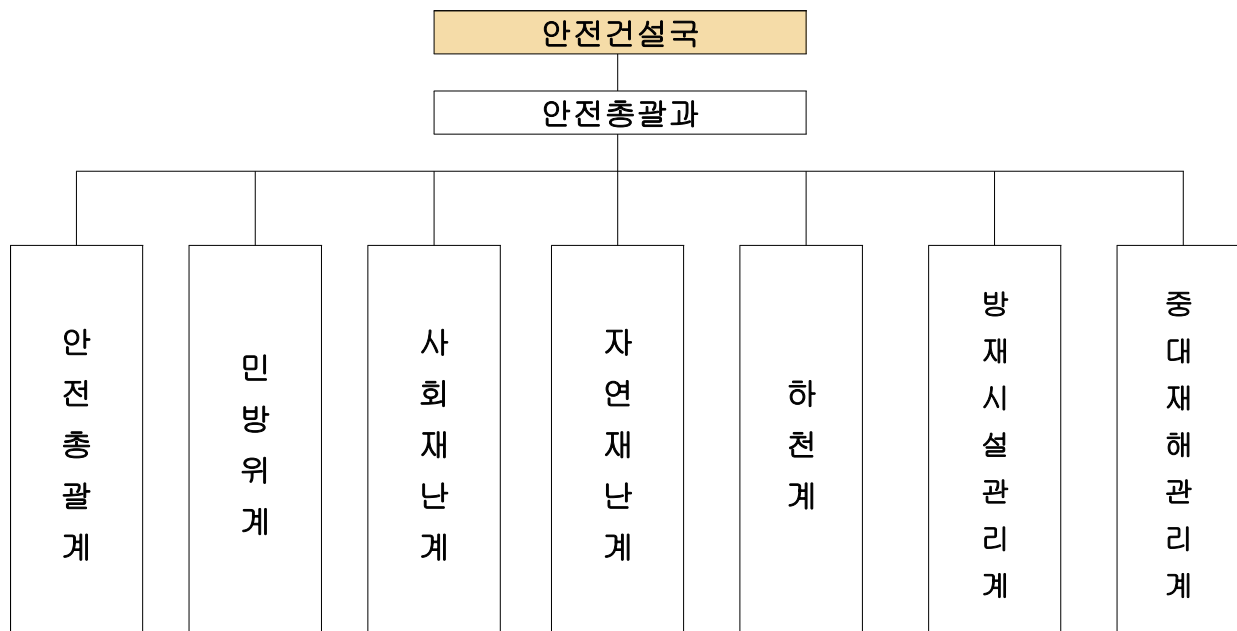 안전건설국
안전총괄과
안전총괄계
민방위계
사회재난계
자연재난계
하천계
방재시설관리계
중대재해관리계